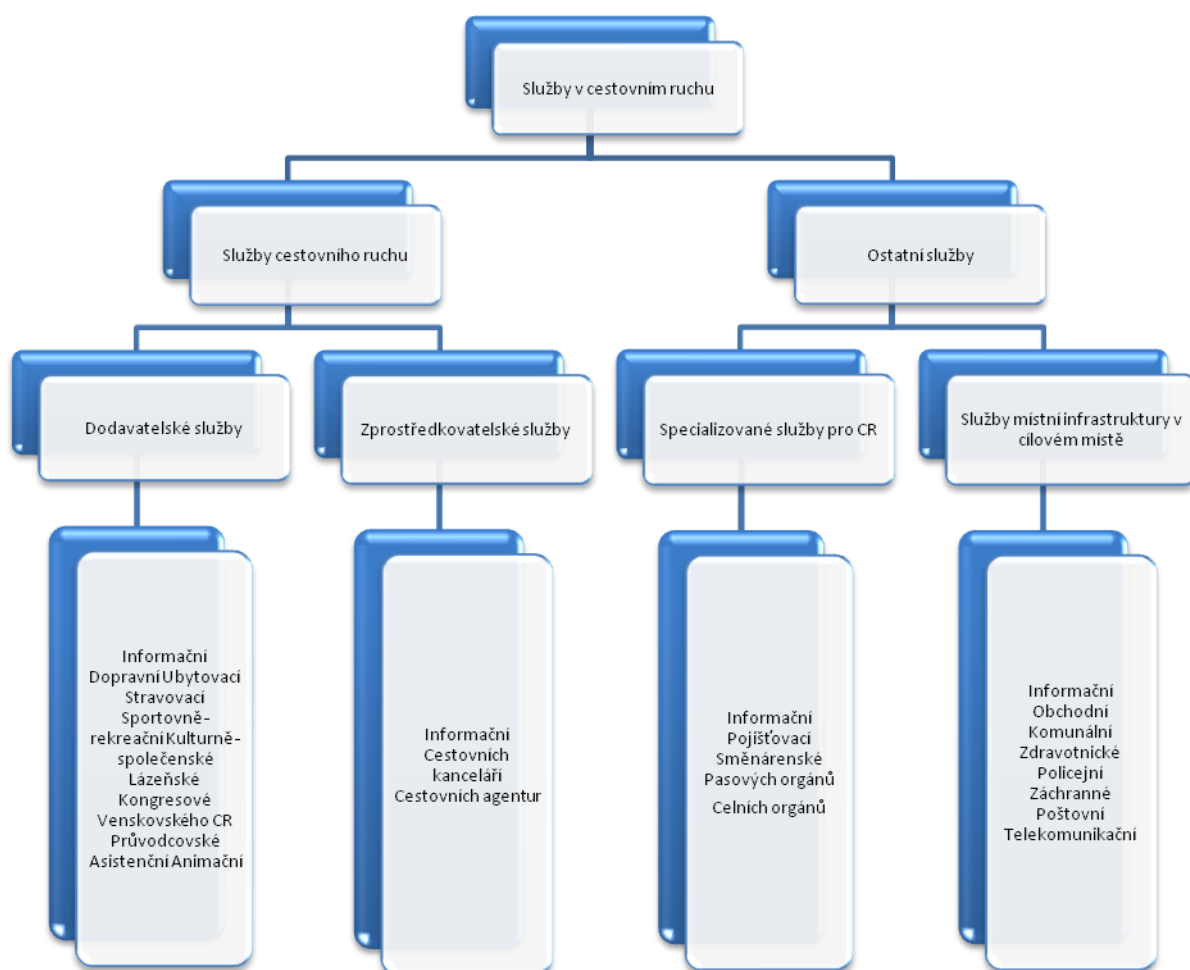 Služby v cestovním ruchu
Služby cestovního ruchu
Ostatní služby
Dodavatelské služby
Zprostředkovatelské služby
Specializované služby pro CR
Služby místní infrastruktury v
cílovém místě
Informační
Dopravní Ubytovací
Stravovací
Sportovně-
rekreační Kulturně-
společenské
Lázeňské
Kongresové
Venskovského CR
Průvodcovské
Asistenční Animační
Informační
Cestovních
kanceláří
Cestovních agentur
Informační
Pojišťovací
Směnárenské
Pasových orgánů
Celních orgánů
Informační
Obchodní
Komunální
Zdravotnické
Policejní
Záchranné
Poštovní
Telekomunikační